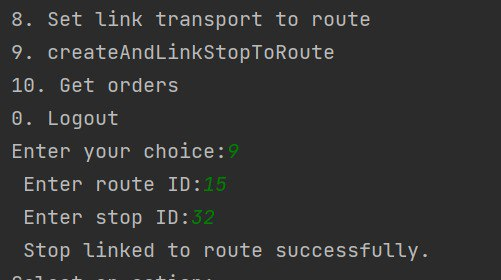 8. Set link transport to route
9. createAndLinkStopToRoute
10. Get orders
0. Logout
Enter your choice:9
Enter route ID:15
Enter stop ID:32
Stop linked to route successfully.